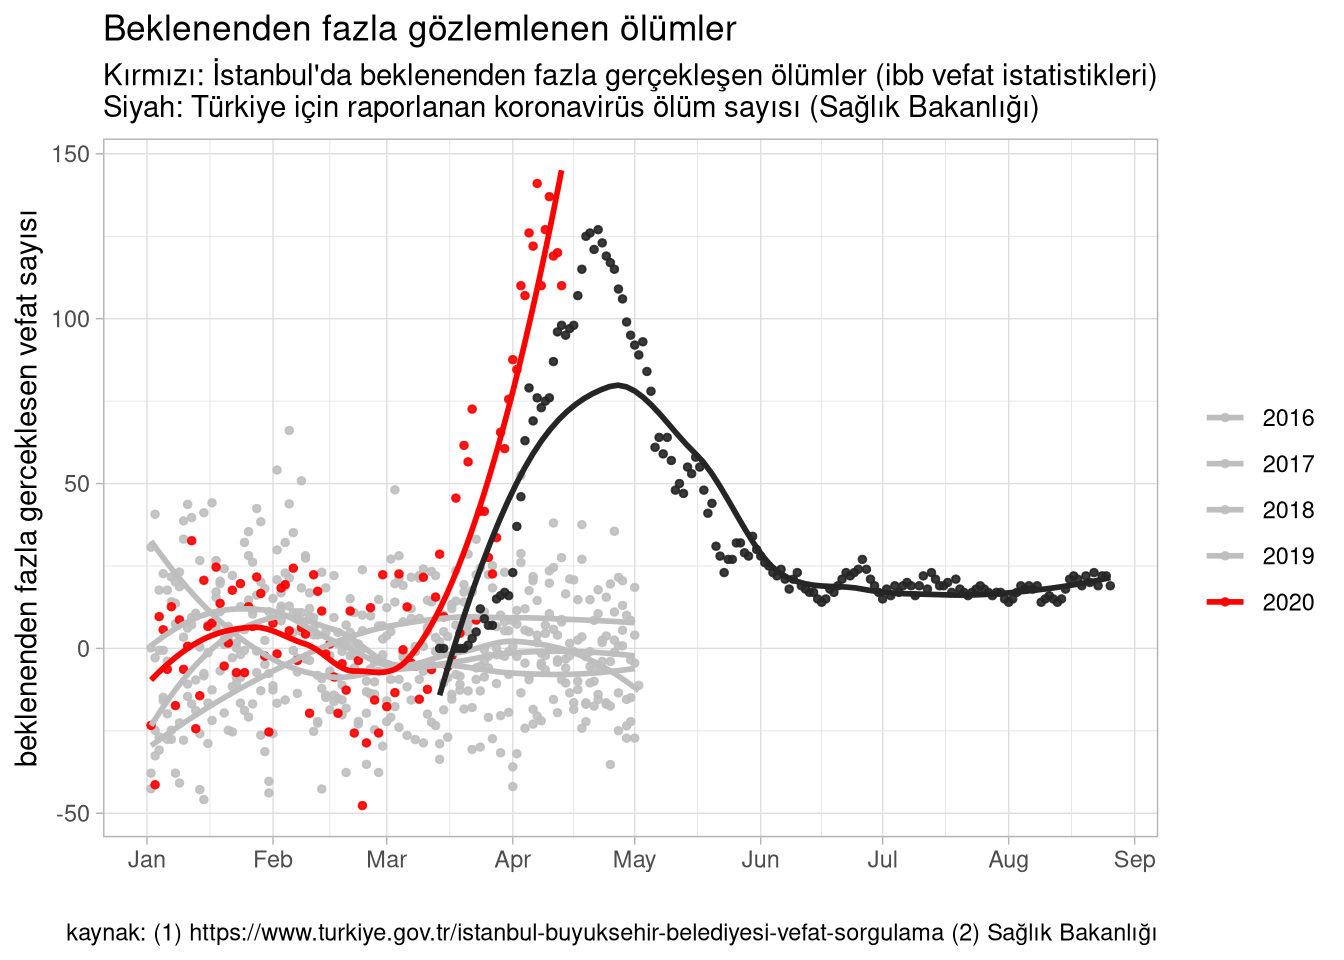 Beklenenden fazla gözlemlenen ölümler
Kırmızı: İstanbul'da beklenenden fazla gerçekleşen ölümler (ibb vefat istatistikleri)
Siyah: Türkiye için raporlanan koronavirüs ölüm sayısı (Sağlık Bakanlığı)
beklenenden fazla gerceklesen vefat sayısı
150
100
50
0
-50
Jan Feb Mar Apr May Jun Jul Aug Sep
2016
2017
2018
2019
2020
kaynak: (1) https://www.turkiye.gov.tr/istanbul-buyuksehir-belediyesi-vefat-sorgulama (2) Sağlık Bakanlığı